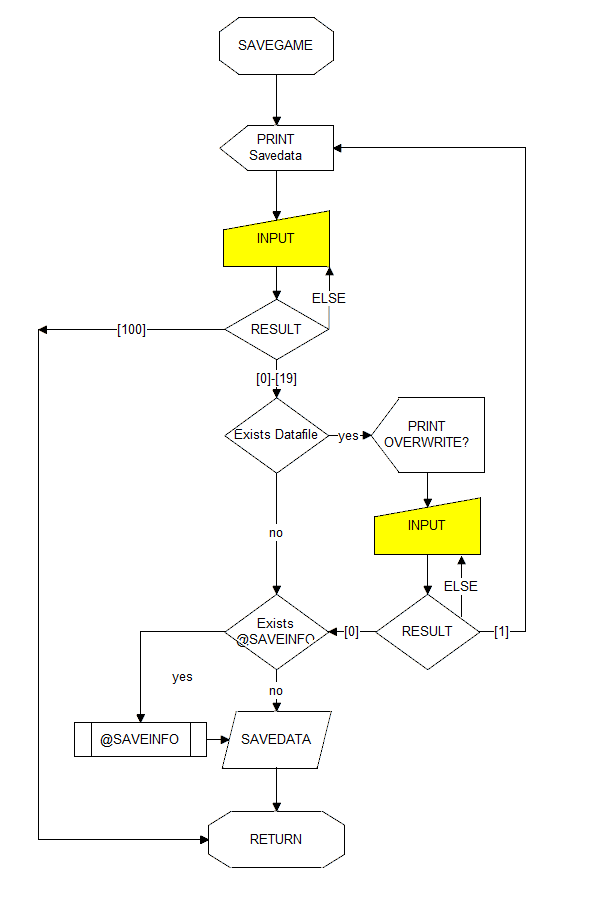 SAVEGAME
PRINT
Savedata
INPUT
ELSE
[100]
RESULT
[0]-[19]
Exists Datafile
yes
PRINT
OVERWRITE?
INPUT
no
ELSE
Exists
@SAVEINFO
[0]
RESULT
[1]
yes
no
@SAVEINFO
SAVEDATA
RETURN